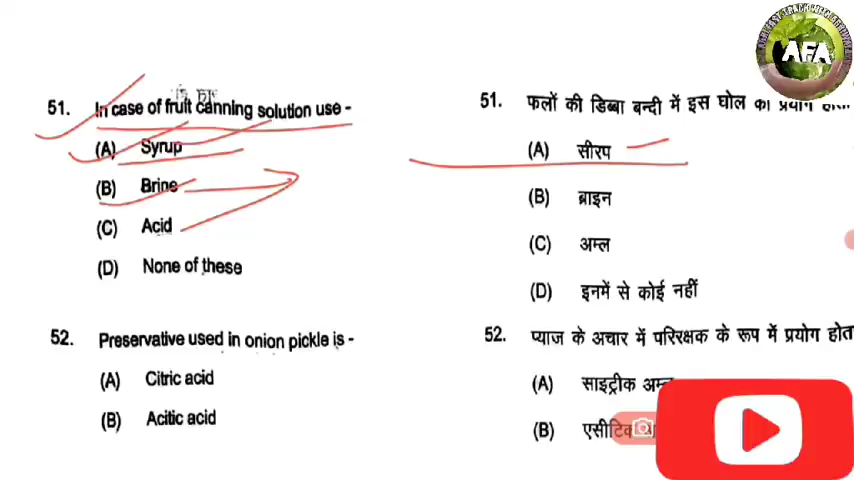 51. In case of fruit canning solution use -
(A) Syrup
(B) Brine
(C) Acid
(D) None of these
52. Preservative used in onion pickle is -
(A) Citric acid
(B) Acitic acid
51. फलों की डिब्बा बन्दी में इस घोल का प्रयोग होता
(A) सीरप
(B) ब्राइन
(C) अम्ल
(D) इनमें से कोई नहीं
52. प्याज के अचार में परिरक्षक के रूप में प्रयोग होता
(A) साइट्रीक अम्ल
(B) एसीटिक
AFA